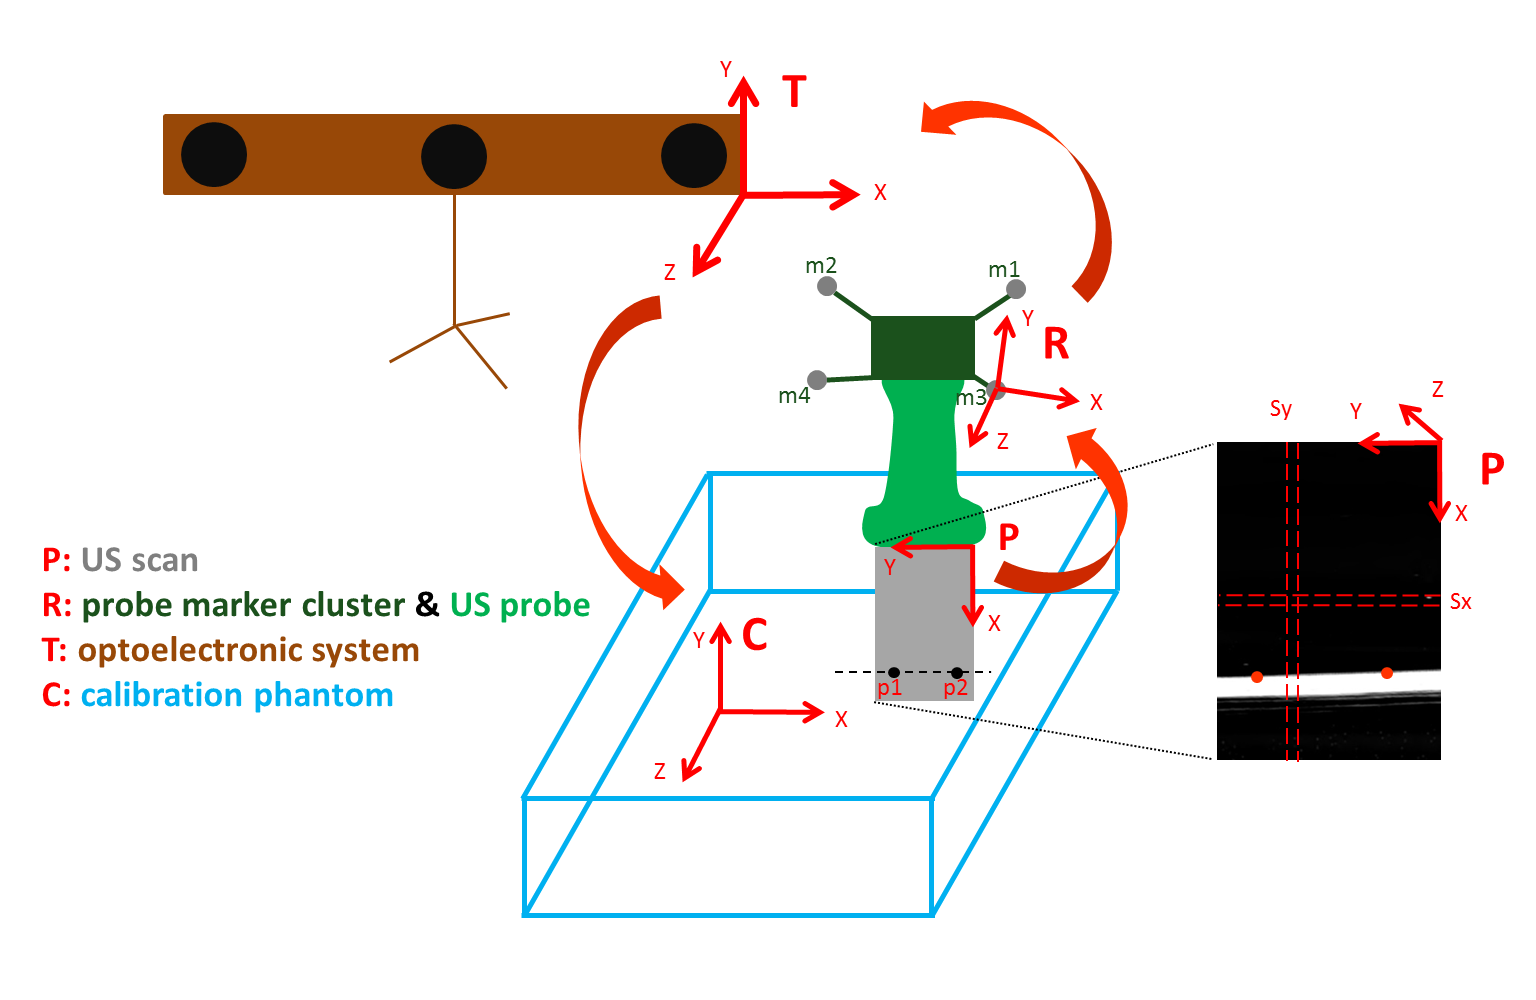 Y
T
X
Z
m2
m1
Y
R
m4
m3
X
Z
Z
Sy
Y
P
X
Sx
P
Y
X
p1
p2
Y
C
X
Z
P: US scan
R: probe marker cluster & US probe
T: optoelectronic system
C: calibration phantom